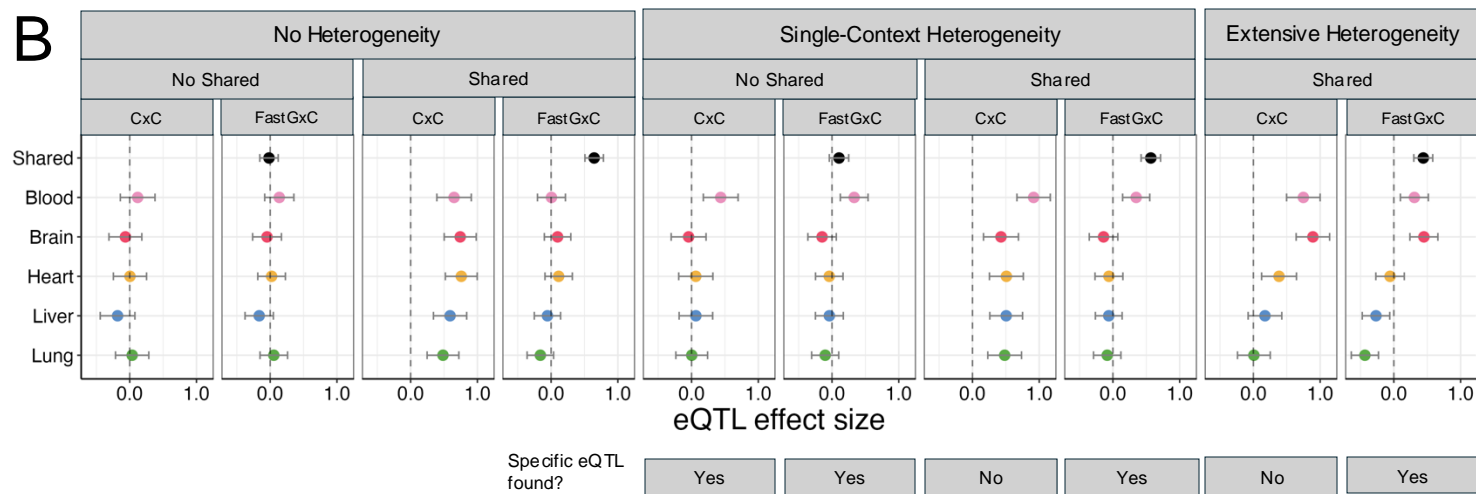 B
No Heterogeneity Single-Context Heterogeneity Extensive Heterogeneity
No Shared Shared No Shared Shared Shared
CxC FastGxC CxC FastGxC CxC FastGxC CxC FastGxC CxC FastGxC
Shared
Blood
Brain
Heart
Liver
Lung
0.0 1.0 0.0 1.0 0.0 1.0 0.0 1.0 0.0 1.0 0.0 1.0 0.0 1.0 0.0 1.0 0.0 1.0 0.0 1.0
eQTL effect size
Specific eQTL
found?
Yes Yes No Yes No Yes